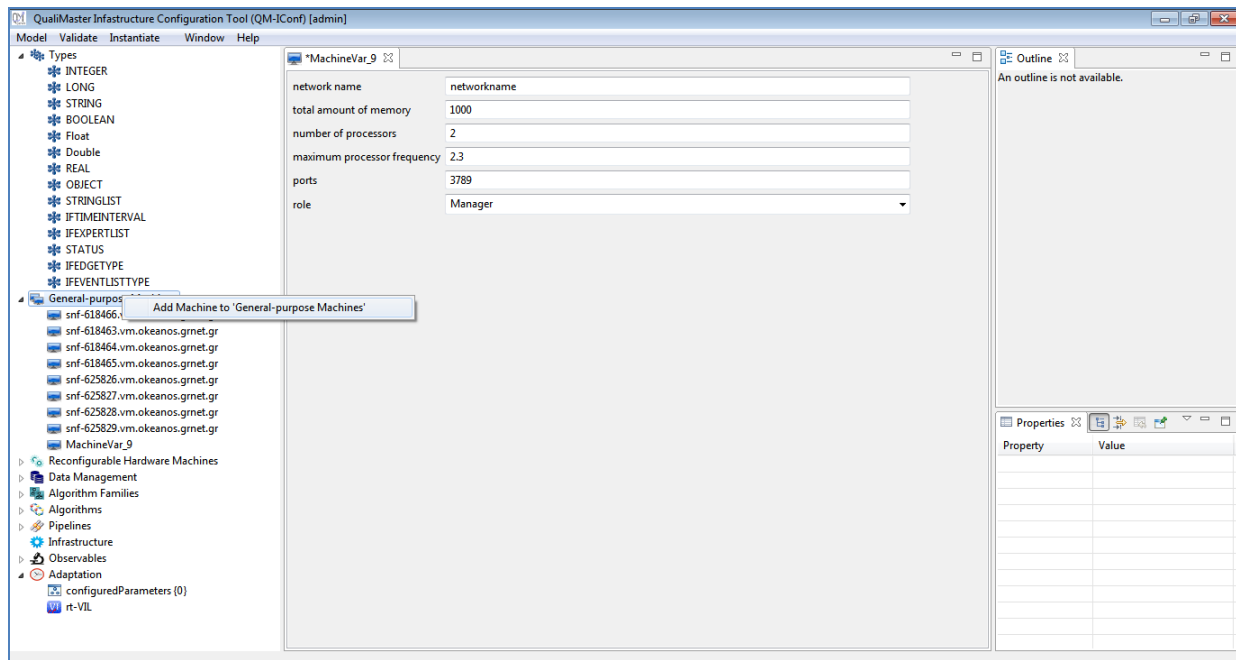 QualiMaster Infastructure Configuration Tool (QM-IConf) [admin]
Model Validate Instantiate Window Help
Types
INTEGER
LONG
STRING
BOOLEAN
Float
Double
REAL
OBJECT
STRINGLIST
IFTIMEINTERVAL
IFEXPERTLIST
STATUS
IFEDGETYPE
IFEVENTLISTTYPE
General-purpos
Add Machine to 'General-purpose Machines'
snf-618466.
snf-618463.vm.okeanos.grnet.gr
snf-618464.vm.okeanos.grnet.gr
snf-618465.vm.okeanos.grnet.gr
snf-625826.vm.okeanos.grnet.gr
snf-625827.vm.okeanos.grnet.gr
snf-625828.vm.okeanos.grnet.gr
snf-625829.vm.okeanos.grnet.gr
MachineVar_9
Reconfigurable Hardware Machines
Data Management
Algorithm Families
Algorithms
Pipelines
Infrastructure
Observables
Adaptation
configuredParameters {0}
rt-VIL
*MachineVar_9
network name networkname
total amount of memory 1000
number of processors 2
maximum processor frequency 2.3
ports 3789
role Manager
Outline
An outline is not available.
Properties
Property Value